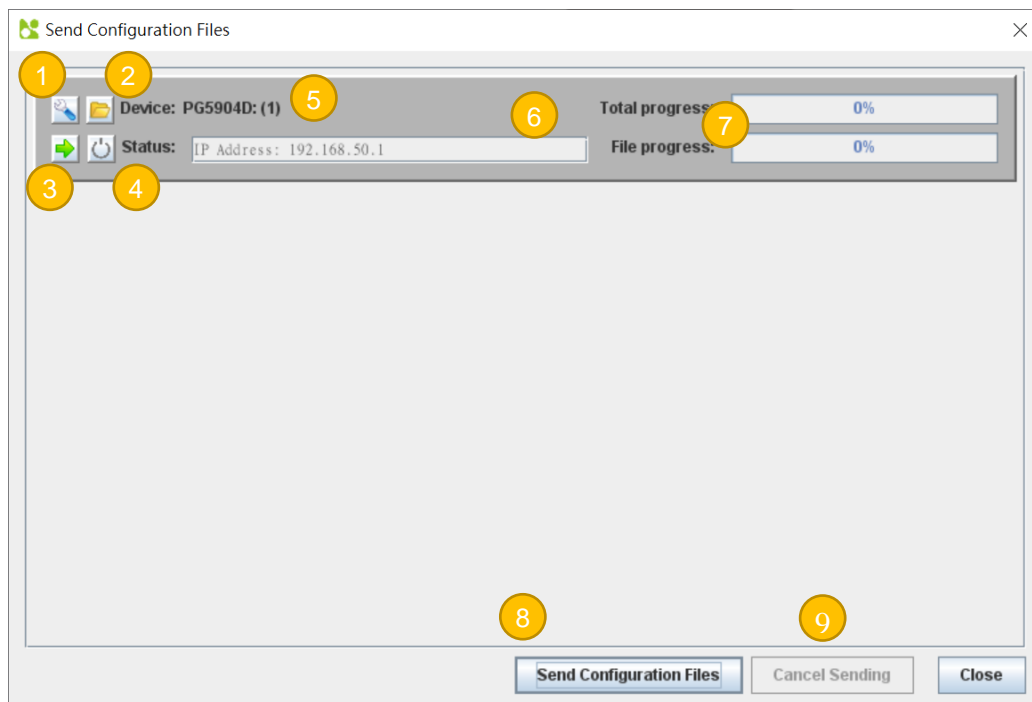 Send Configuration Files
1 2
5
Device: PG5904D: (1) 6 Total progress: 0%
7
Status: IP Address: 192.168.50.1 File progress: 0%
3 4
8 9
Send Configuration Files Cancel Sending Close